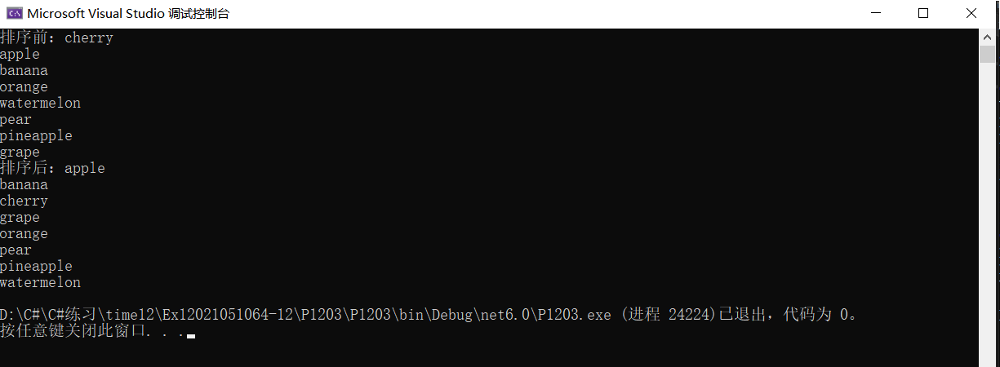 Microsoft Visual Studio 调试控制台
排序前：cherry
apple
banana
orange
watermelon
pear
pineapple
grape
排序后：apple
banana
cherry
grape
orange
pear
pineapple
watermelon
D:\C#\C#练习\time12\Ex12021051064-12\P1203\P1203\bin\Debug\net6.0\P1203.exe (进程 24224)已退出，代码为 0。
按任意键关闭此窗口. . .